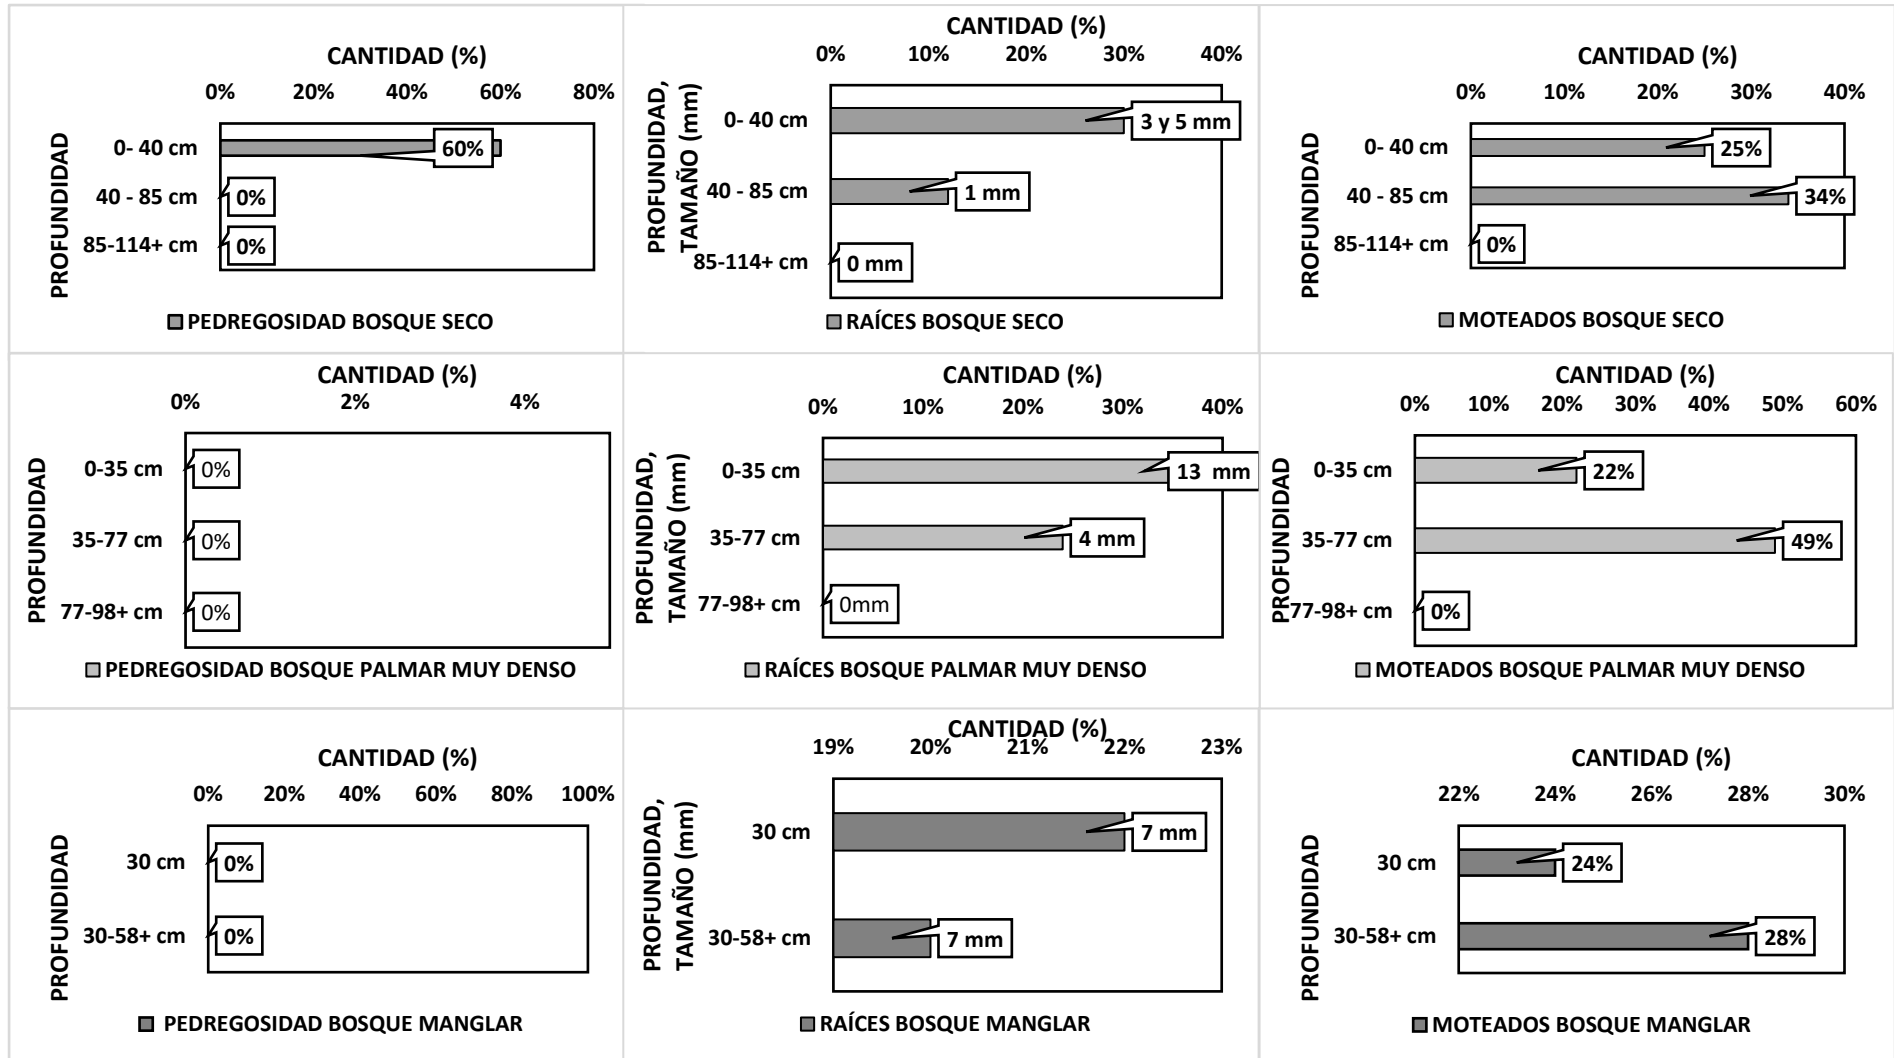 CANTIDAD (%)
0% 20% 40% 60% 80%
PROFUNDIDAD
0- 40 cm 60%
40 - 85 cm 0%
85-114+ cm 0%
PEDREGOSIDAD BOSQUE SECO
CANTIDAD (%)
0% 10% 20% 30% 40%
PROFUNDIDAD,
TAMAÑO (mm)
0- 40 cm 3 y 5 mm
40 - 85 cm 1 mm
85-114+ cm 0 mm
RAÍCES BOSQUE SECO
CANTIDAD (%)
0% 10% 20% 30% 40%
PROFUNDIDAD
0- 40 cm 25%
40 - 85 cm 34%
85-114+ cm 0%
MOTEADOS BOSQUE SECO
CANTIDAD (%)
0% 2% 4%
PROFUNDIDAD
0-35 cm 0%
35-77 cm 0%
77-98+ cm 0%
PEDREGOSIDAD BOSQUE PALMAR MUY DENSO
CANTIDAD (%)
0% 10% 20% 30% 40%
PROFUNDIDAD,
TAMAÑO (mm)
0-35 cm 13 mm
35-77 cm 4 mm
77-98+ cm 0mm
RAÍCES BOSQUE PALMAR MUY DENSO
CANTIDAD (%)
0% 10% 20% 30% 40% 50% 60%
PROFUNDIDAD
0-35 cm 22%
35-77 cm 49%
77-98+ cm 0%
MOTEADOS BOSQUE PALMAR MUY DENSO
CANTIDAD (%)
0% 20% 40% 60% 80% 100%
PROFUNDIDAD
30 cm 0%
30-58+ cm 0%
PEDREGOSIDAD BOSQUE MANGLAR
CANTIDAD (%)
19% 20% 21% 22% 23%
PROFUNDIDAD,
TAMAÑO (mm)
30 cm 7 mm
30-58+ cm 7 mm
RAÍCES BOSQUE MANGLAR
CANTIDAD (%)
22% 24% 26% 28% 30%
PROFUNDIDAD
30 cm 24%
30-58+ cm 28%
MOTEADOS BOSQUE MANGLAR